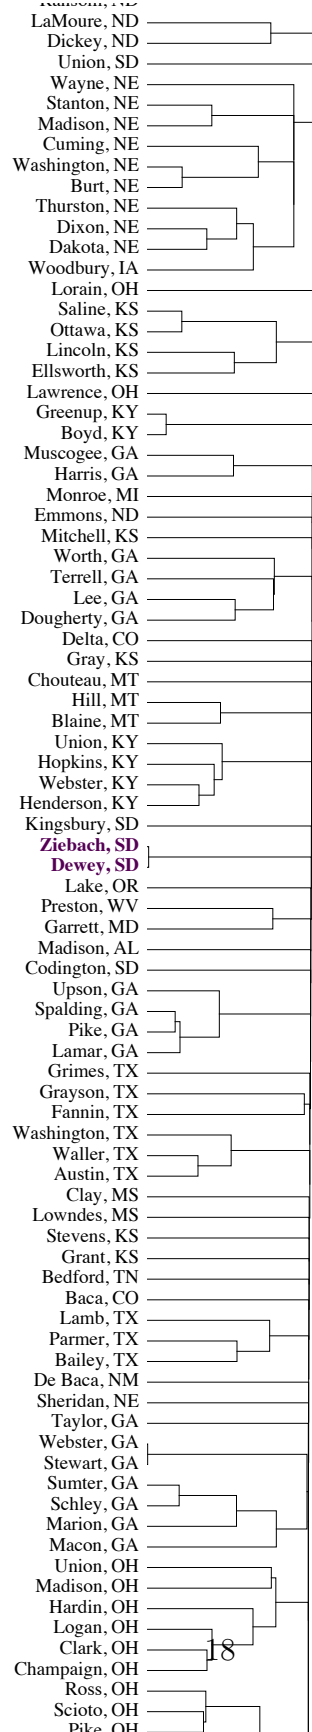 Ransom, ND
LaMoure, ND
Dickey, ND
Union, SD
Wayne, NE
Stanton, NE
Madison, NE
Cuming, NE
Washington, NE
Burt, NE
Thurston, NE
Dixon, NE
Dakota, NE
Woodbury, IA
Lorain, OH
Saline, KS
Ottawa, KS
Lincoln, KS
Ellsworth, KS
Lawrence, OH
Greenup, KY
Boyd, KY
Muscogee, GA
Harris, GA
Monroe, MI
Emmons, ND
Mitchell, KS
Worth, GA
Terrell, GA
Lee, GA
Dougherty, GA
Delta, CO
Gray, KS
Chouteau, MT
Hill, MT
Blaine, MT
Union, KY
Hopkins, KY
Webster, KY
Henderson, KY
Kingsbury, SD
Ziebach, SD
Dewey, SD
Lake, OR
Preston, WV
Garrett, MD
Madison, AL
Codington, SD
Upson, GA
Spalding, GA
Pike, GA
Lamar, GA
Grimes, TX
Grayson, TX
Fannin, TX
Washington, TX
Waller, TX
Austin, TX
Clay, MS
Lowndes, MS
Stevens, KS
Grant, KS
Bedford, TN
Baca, CO
Lamb, TX
Parmer, TX
Bailey, TX
De Baca, NM
Sheridan, NE
Taylor, GA
Webster, GA
Stewart, GA
Sumter, GA
Schley, GA
Marion, GA
Macon, GA
Union, OH
Madison, OH
Hardin, OH
Logan, OH
Clark, OH 18
Champaign, OH
Ross, OH
Scioto, OH
Pike, OH